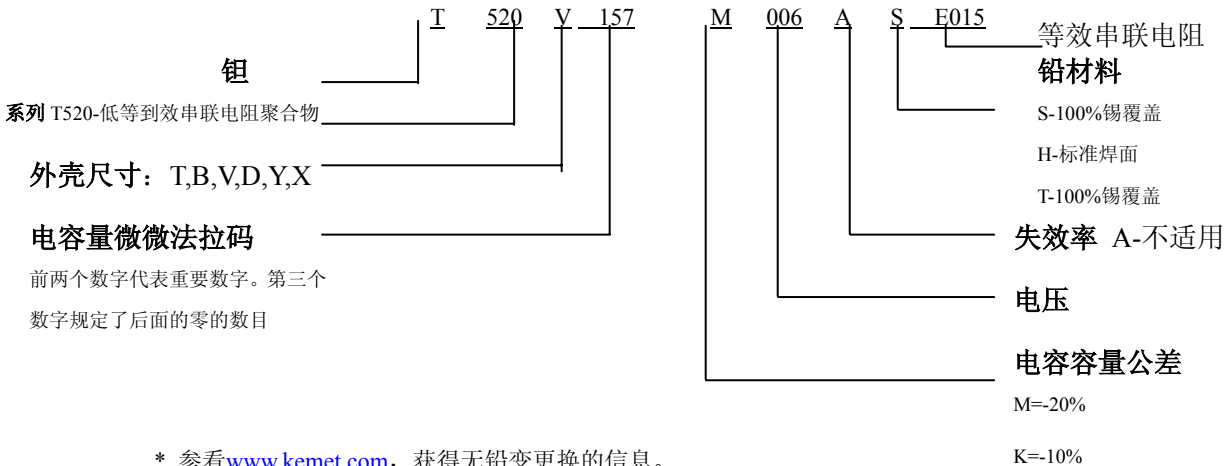 T 520 V 157 M 006 A S E015
等效串联电阻
钽
铅材料
系列 T520-低等到效串联电阻聚合物
S-100%锡覆盖
H-标准焊面
外壳尺寸：T,B,V,D,Y,X
T-100%锡覆盖
电容量微微法拉码
失效率 A-不适用
前两个数字代表重要数字。第三个
数字规定了后面的零的数目
电压
电容容量公差
M=-20%
K=-10%
* 参看www.kemet.com，获得无铅变更换的信息。